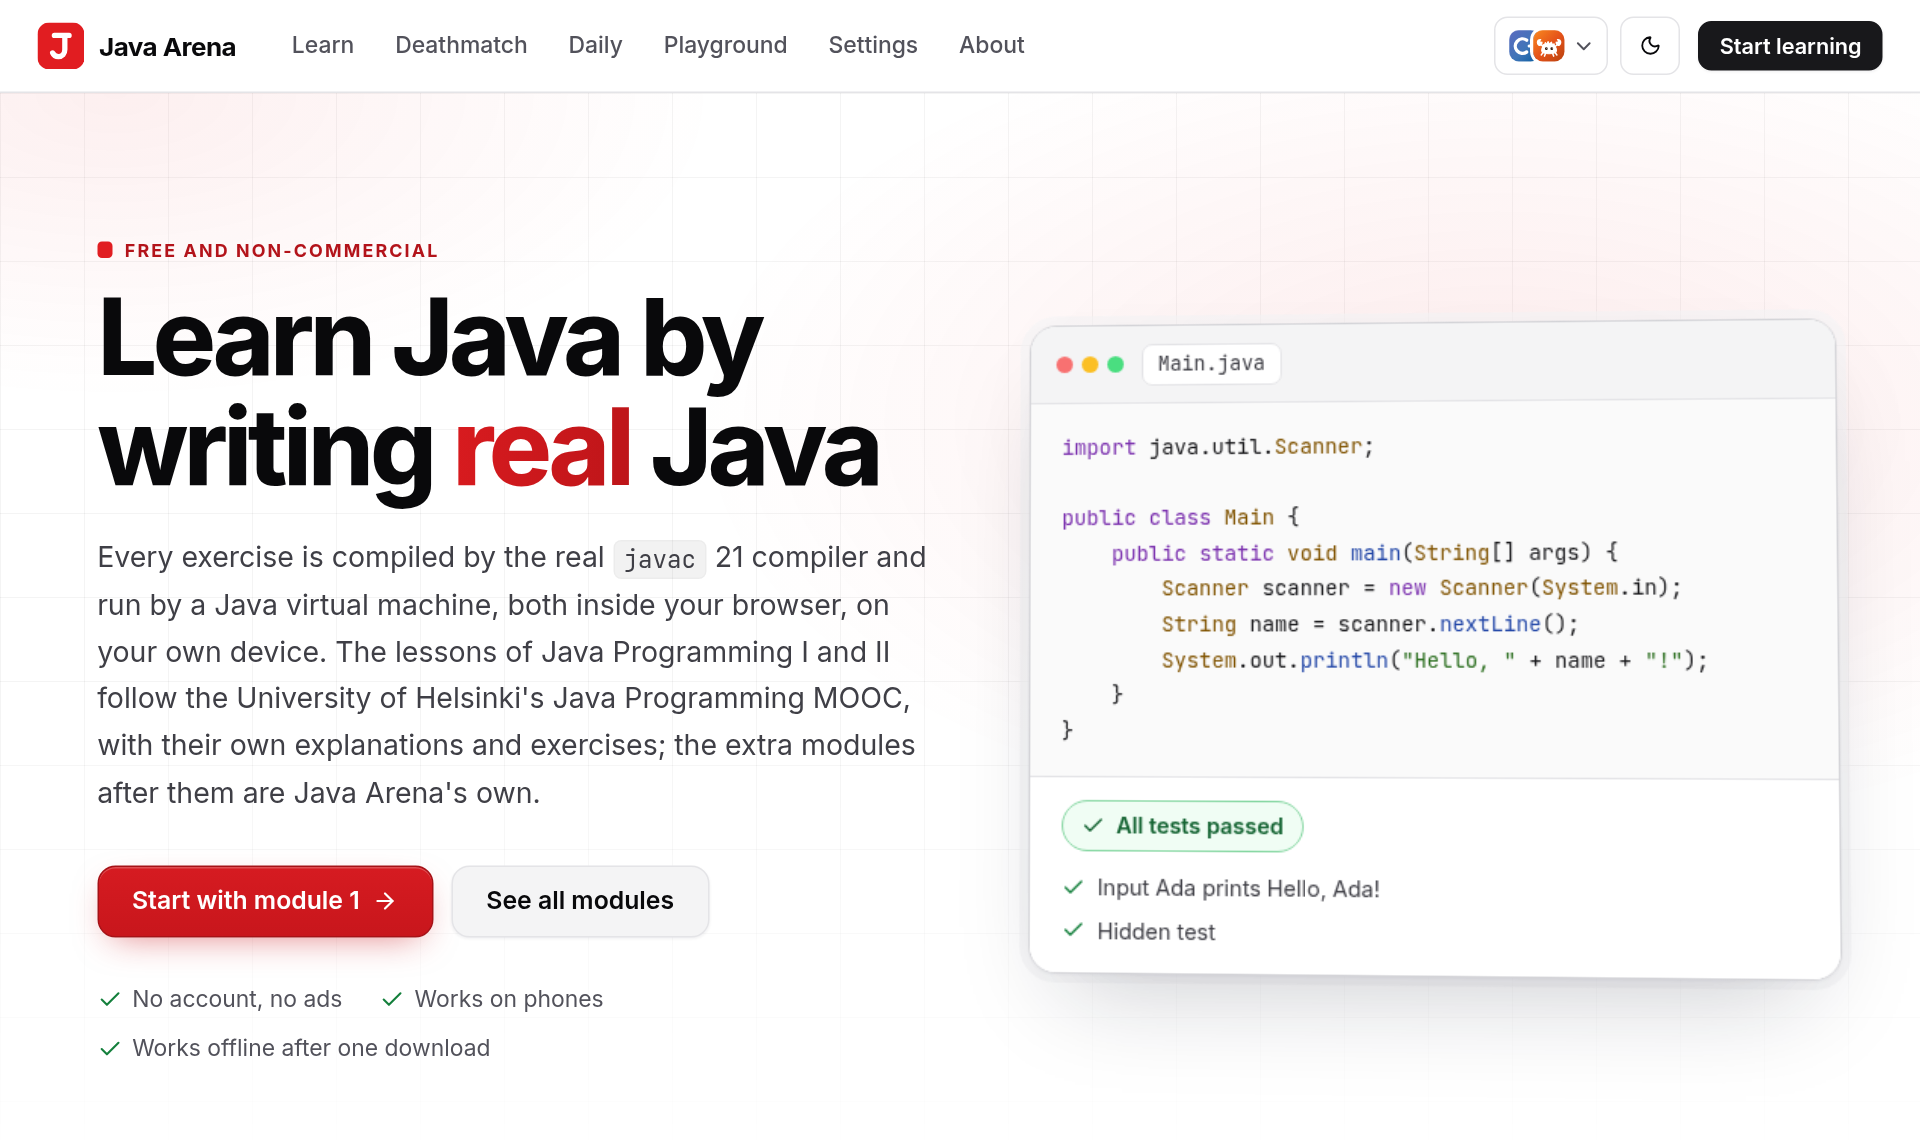 J Java Arena Learn Deathmatch Daily Playground Settings About C Start learning
FREE AND NON-COMMERCIAL
Learn Java by
writing real Java
Every exercise is compiled by the real javac 21 compiler and
run by a Java virtual machine, both inside your browser, on
your own device. The lessons of Java Programming I and II
follow the University of Helsinki's Java Programming MOOC,
with their own explanations and exercises; the extra modules
after them are Java Arena's own.
Start with module 1 → See all modules
No account, no ads Works on phones
Works offline after one download
Main.java
import java.util.Scanner;
public class Main {
    public static void main(String[] args) {
        Scanner scanner = new Scanner(System.in);
        String name = scanner.nextLine();
        System.out.println("Hello, " + name + "!");
    }
}
All tests passed
Input Ada prints Hello, Ada!
Hidden test